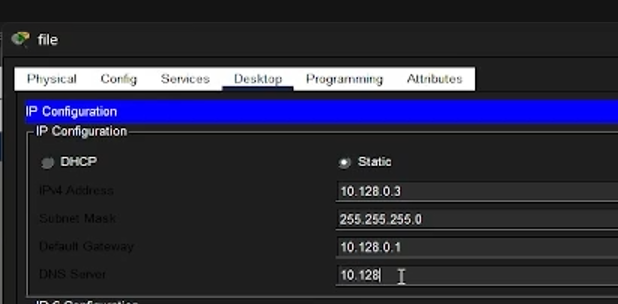 file
Physical Config Services Desktop Programming Attributes
IP Configuration
IP Configuration
DHCP Static
IPv4 Address 10.128.0.3
Subnet Mask 255.255.255.0
Default Gateway 10.128.0.1
DNS Server 10.128